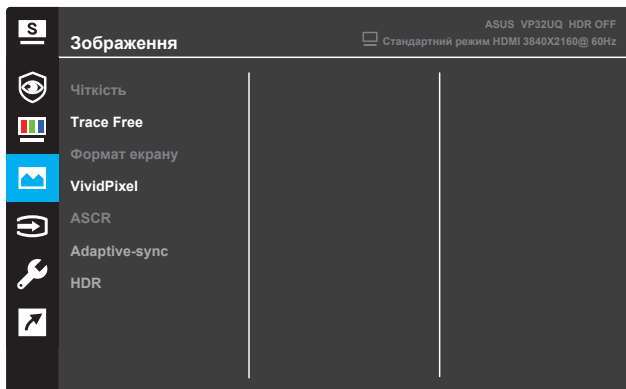 S
ASUS VP32UQ HDR OFF
Зображення
Стандартний режим HDMI 3840X2160@ 60Hz
Чіткість
Trace Free
Формат екрану
VividPixel
ASCR
Adaptive-sync
HDR